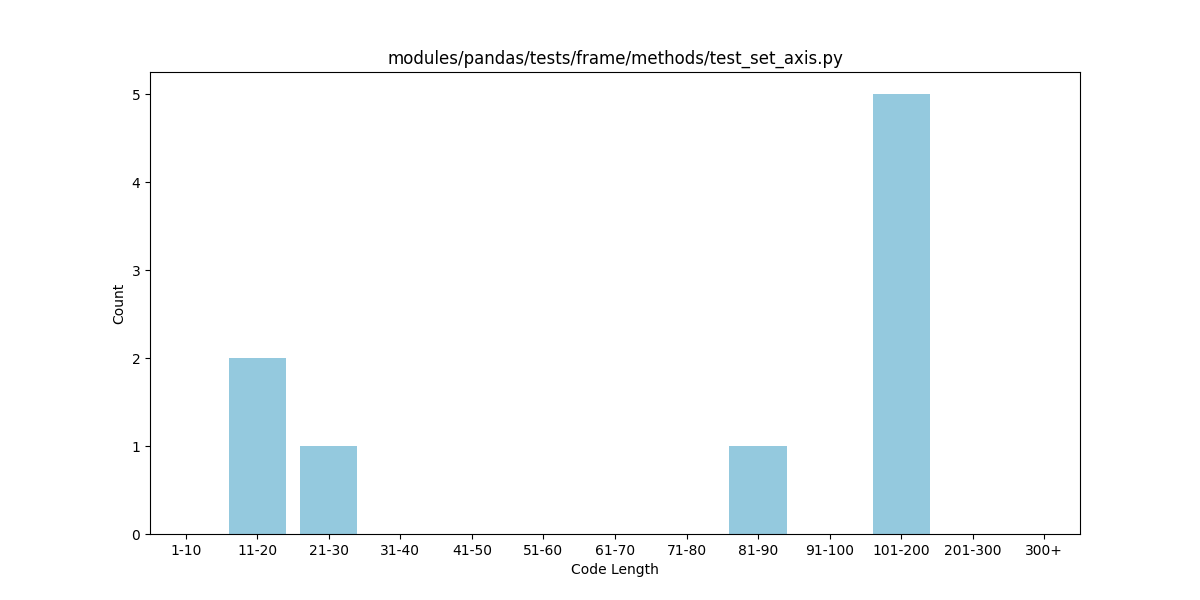 modules/pandas/tests/frame/methods/test_set_axis.py
5
4
3
2
1
0
Count
1-10 11-20 21-30 31-40 41-50 51-60 61-70 71-80 81-90 91-100 101-200 201-300 300+
Code Length